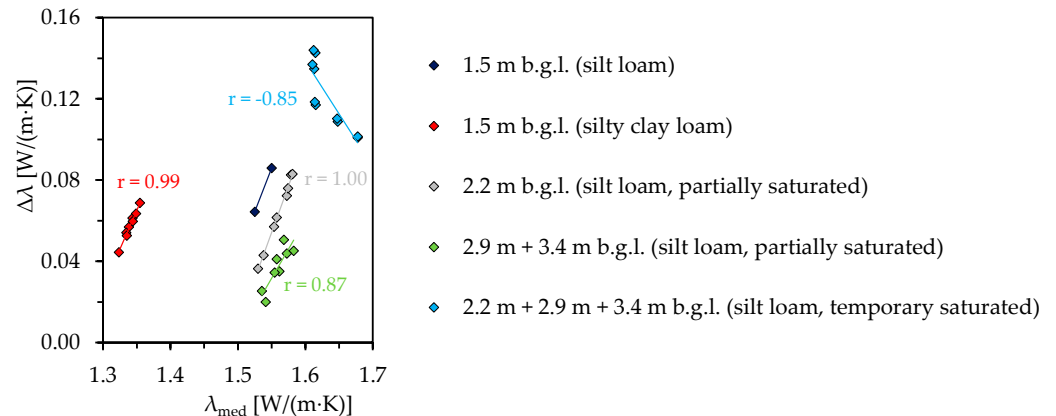 0.16
0.12
0.08
0.04
0.00
Δλ [W/(m·K)]
1.3 1.4 1.5 1.6 1.7
λmed [W/(m·K)]
r = -0.85
r = 0.99
r = 1.00
r = 0.87
1.5 m b.g.l. (silt loam)
1.5 m b.g.l. (silty clay loam)
2.2 m b.g.l. (silt loam, partially saturated)
2.9 m + 3.4 m b.g.l. (silt loam, partially saturated)
2.2 m + 2.9 m + 3.4 m b.g.l. (silt loam, temporary saturated)